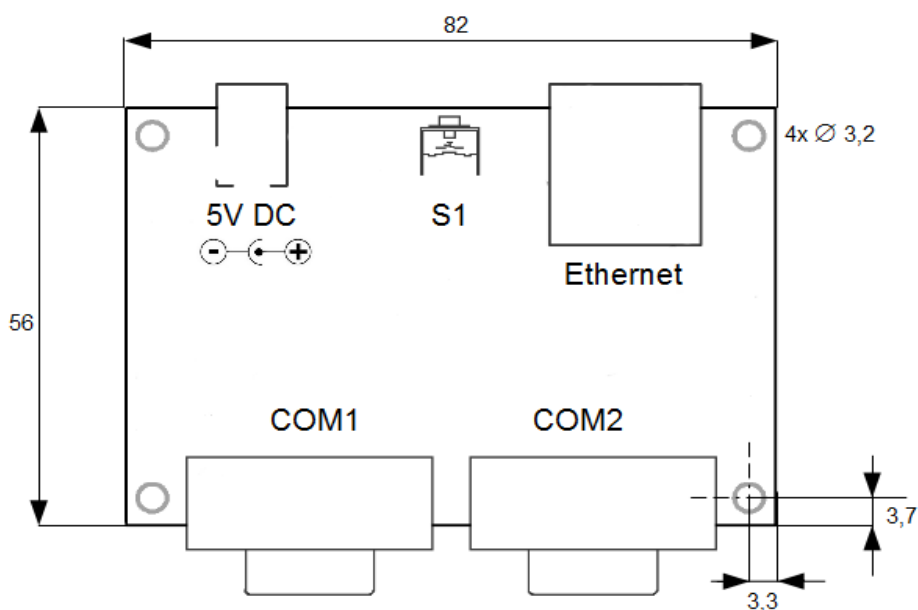 82
4x ∅ 3,2
5V DC
S1
- +
Ethernet
56
COM1
COM2
3,7
3,3